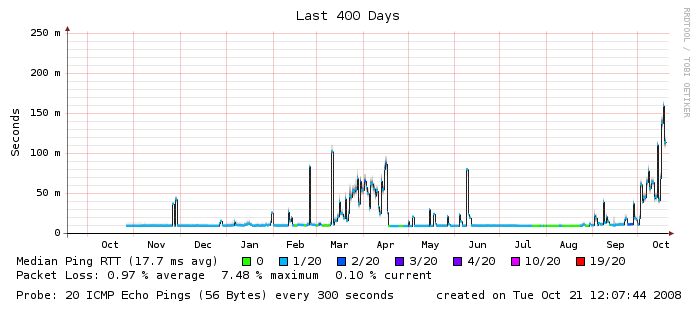 Last 400 Days
RRDTOOL / TOBI OETIKER
250 m
200 m
150 m
100 m
50 m
0
Seconds
Oct Nov Dec Jan Feb Mar Apr May Jun Jul Aug Sep Oct
Median Ping RTT (17.7 ms avg) 0 1/20 2/20 3/20 4/20 10/20 19/20
Packet Loss: 0.97 % average 7.48 % maximum 0.10 % current
Probe: 20 ICMP Echo Pings (56 Bytes) every 300 seconds created on Tue Oct 21 12:07:44 2008